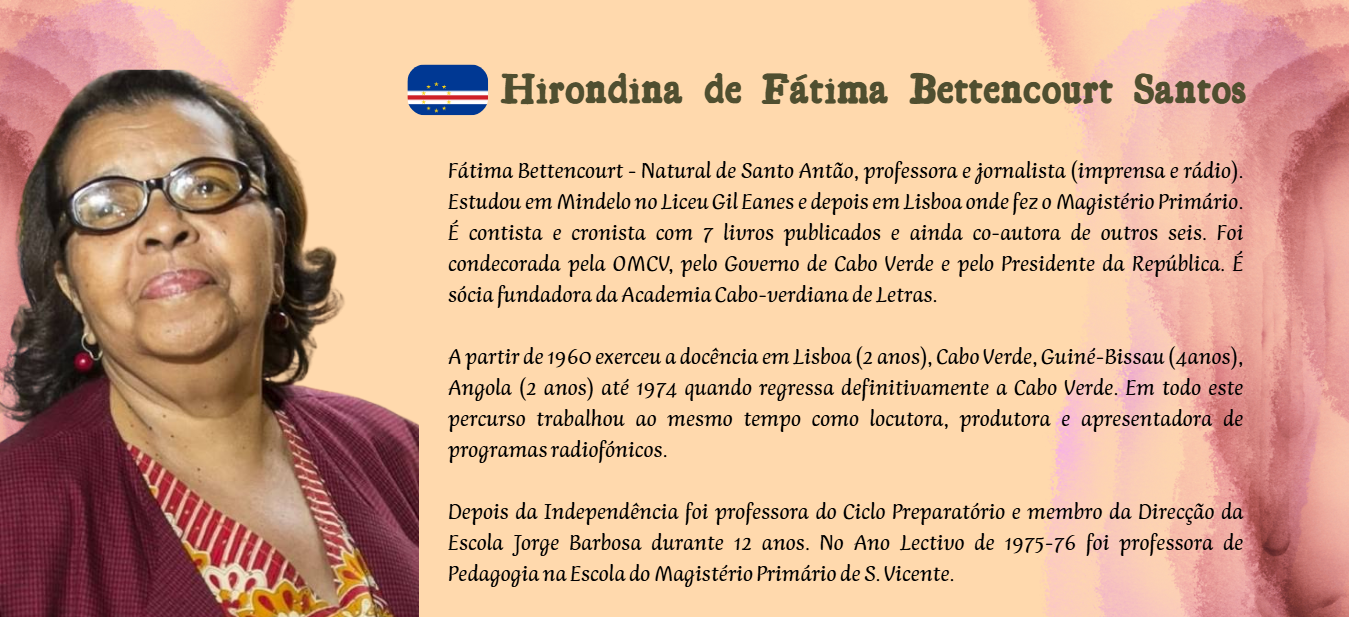 Hirondina de Fátima Bettencourt Santos
Fátima Bettencourt - Natural de Santo Antão, professora e jornalista (imprensa e rádio).
Estudou em Mindelo no Liceu Gil Eanes e depois em Lisboa onde fez o Magistério Primário.
É contista e cronista com 7 livros publicados e ainda co-autora de outros seis. Foi
condecorada pela OMCV, pelo Governo de Cabo Verde e pelo Presidente da República. É
sócia fundadora da Academia Cabo-verdiana de Letras.
A partir de 1960 exerceu a docência em Lisboa (2 anos), Cabo Verde, Guiné-Bissau (4anos),
Angola (2 anos) até 1974 quando regressa definitivamente a Cabo Verde. Em todo este
percurso trabalhou ao mesmo tempo como locutora, produtora e apresentadora de
programas radiofónicos.
Depois da Independência foi professora do Ciclo Preparatório e membro da Direcção da
Escola Jorge Barbosa durante 12 anos. No Ano Lectivo de 1975-76 foi professora de
Pedagogia na Escola do Magistério Primário de S. Vicente.